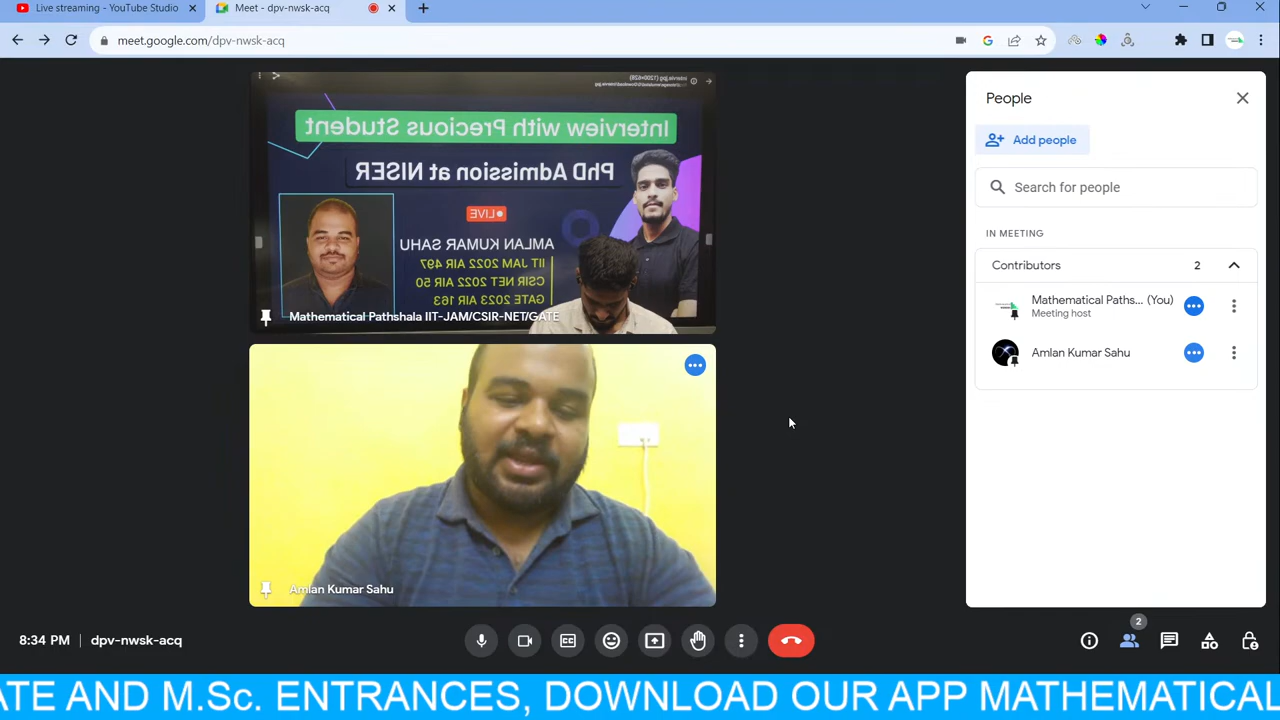 Live streaming - YouTube Studio
Meet - dpv-nwsk-acq
meet.google.com/dpv-nwsk-acq
Interview with Precious Student
PhD Admission at NISER
LIVE
AMLAN KUMAR SAHU
IIT JAM 2022 AIR 497
CSIR NET 2022 AIR 50
GATE 2023 AIR 163
Mathematical Pathshala IIT-JAM/CSIR-NET/GATE
Amlan Kumar Sahu
People
Add people
Search for people
IN MEETING
Contributors 2
Mathematical Paths... (You)
Meeting host
Amlan Kumar Sahu
8:34 PM | dpv-nwsk-acq
2
ATE AND M.Sc. ENTRANCES, DOWNLOAD OUR APP MATHEMATICAL